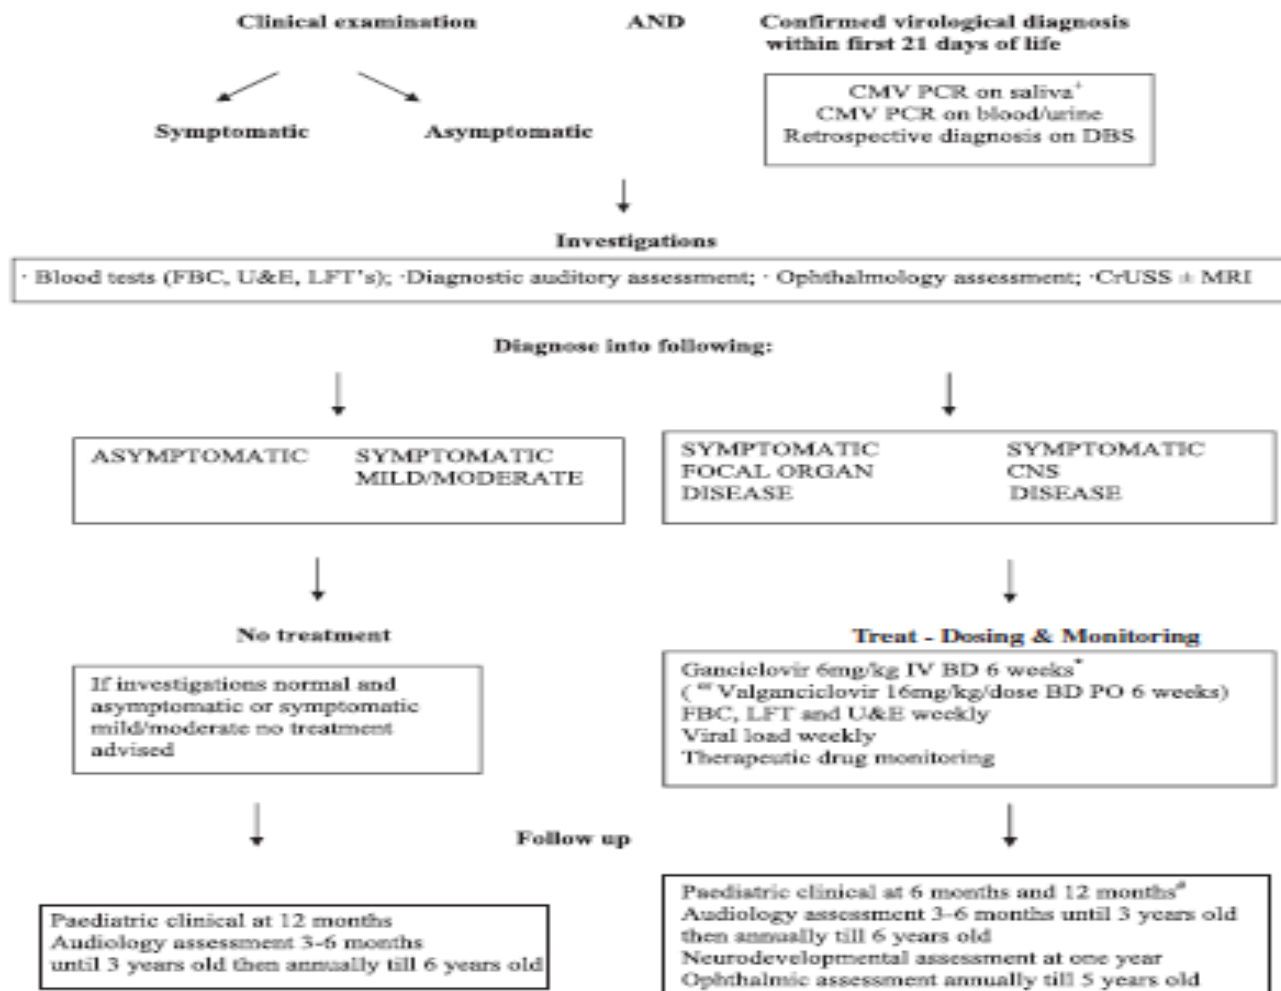 Clinical examination AND Confirmed virological diagnosis
within first 21 days of life
CMV PCR on saliva+
CMV PCR on blood/urine
Retrospective diagnosis on DBS
Symptomatic Asymptomatic
Investigations
· Blood tests (FBC, U&E, LFT's); ·Diagnostic auditory assessment; · Ophthalmology assessment; ·CrUSS ± MRI
Diagnose into following:
ASYMPTOMATIC SYMPTOMATIC
MILD/MODERATE
SYMPTOMATIC SYMPTOMATIC
FOCAL ORGAN CNS
DISEASE DISEASE
No treatment
If investigations normal and
asymptomatic or symptomatic
mild/moderate no treatment
advised
Treat - Dosing & Monitoring
Ganciclovir 6mg/kg IV BD 6 weeks*
(** Valganciclovir 16mg/kg/dose BD PO 6 weeks)
FBC, LFT and U&E weekly
Viral load weekly
Therapeutic drug monitoring
Follow up
Paediatric clinical at 12 months
Audiology assessment 3-6 months
until 3 years old then annually till 6 years old
Paediatric clinical at 6 months and 12 months#
Audiology assessment 3-6 months until 3 years old
then annually till 6 years old
Neurodevelopmental assessment at one year
Ophthalmic assessment annually till 5 years old